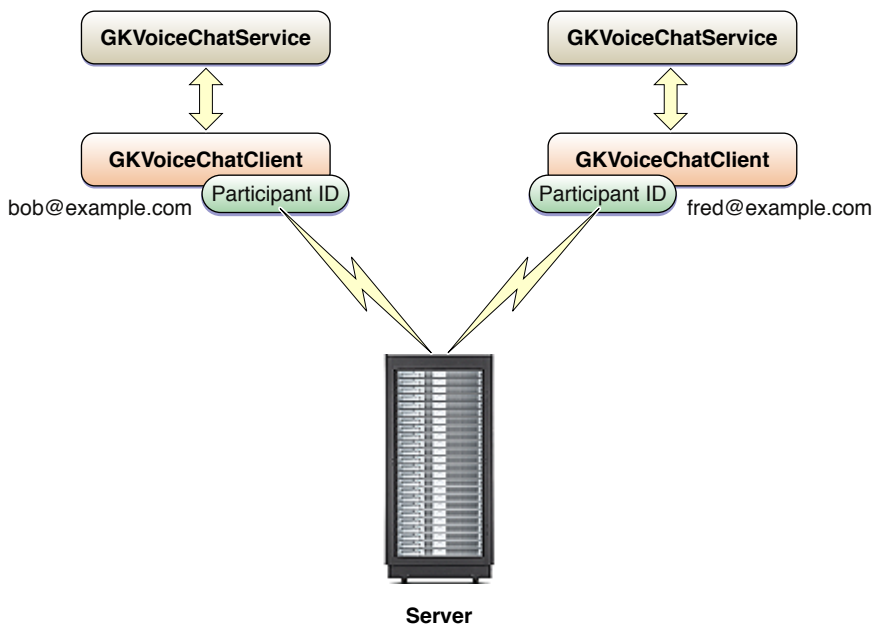 GKVoiceChatService
GKVoiceChatService
GKVoiceChatClient
GKVoiceChatClient
Participant ID
Participant ID
bob@example.com
fred@example.com
Server